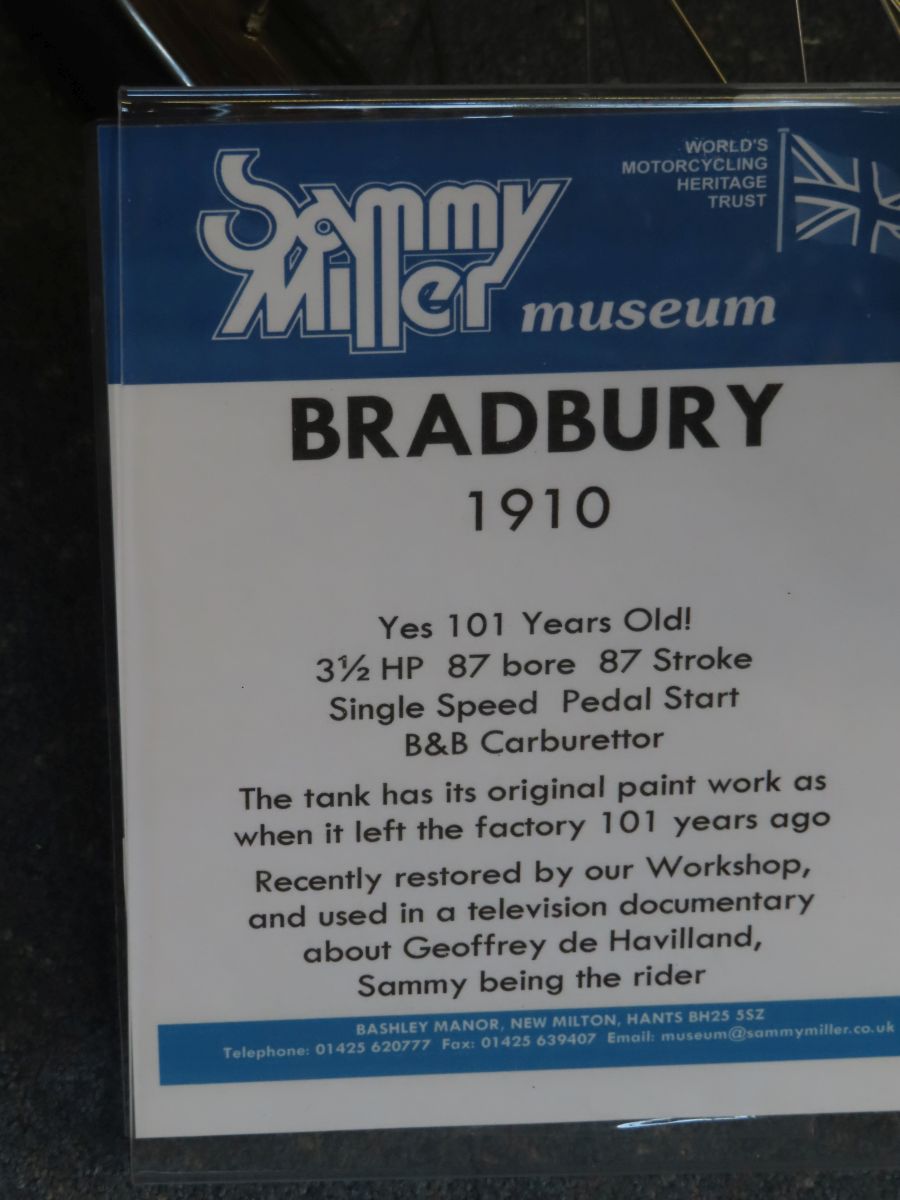 WORLD'S
MOTORCYCLING
HERITAGE
TRUST
Sammy
Miller museum
BRADBURY
1910
Yes 101 Years Old!
3½ HP 87 bore 87 Stroke
Single Speed Pedal Start
B&B Carburettor
The tank has its original paint work as
when it left the factory 101 years ago
Recently restored by our Workshop,
and used in a television documentary
about Geoffrey de Havilland,
Sammy being the rider
BASHLEY MANOR, NEW MILTON, HANTS BH25 5SZ
Telephone: 01425 620777 Fax: 01425 639407 Email: museum@sammymiller.co.uk